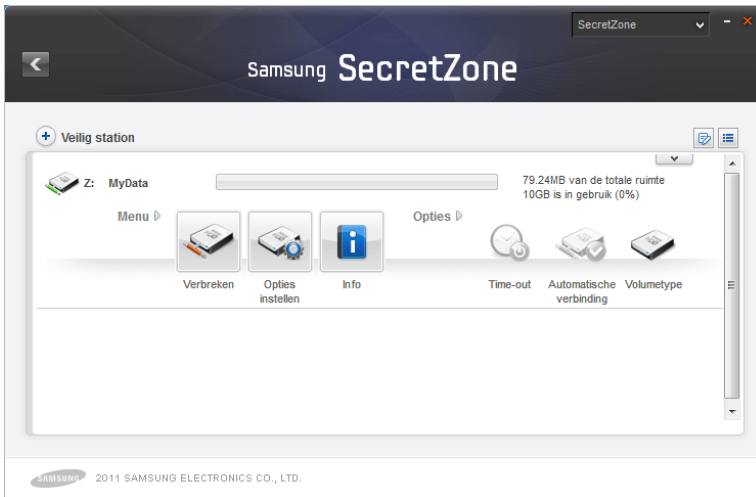 SecretZone
Samsung SecretZone
Veilig station
Z: MyData
79.24MB van de totale ruimte
10GB is in gebruik (0%)
Menu
Opties
Verbreken
Opties
instellen
Info
Time-out
Automatische
verbinding
Volumetype
SAMSUNG 2011 SAMSUNG ELECTRONICS CO., LTD.